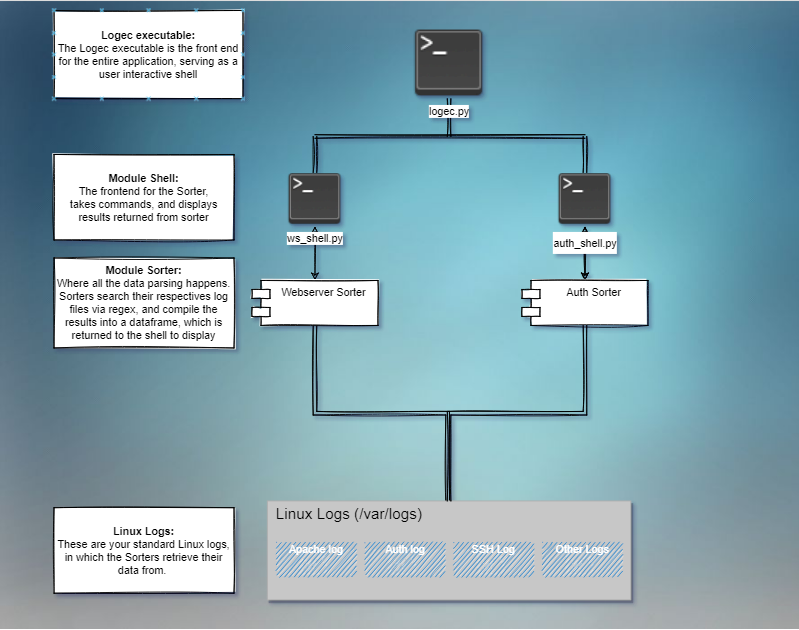 Logec executable:
The Logec executable is the front end
for the entire application, serving as a
user interactive shell
>_
logec.py
Module Shell:
The frontend for the Sorter,
takes commands, and displays
results returned from sorter
>_
ws_shell.py
>_
auth_shell.py
Module Sorter:
Where all the data parsing happens.
Sorters search their respectives log
files via regex, and compile the
results into a dataframe, which is
returned to the shell to display
Webserver Sorter
Auth Sorter
Linux Logs:
These are your standard Linux logs,
in which the Sorters retrieve their
data from.
Linux Logs (/var/logs)
Apache log
Auth log
SSH Log
Other Logs